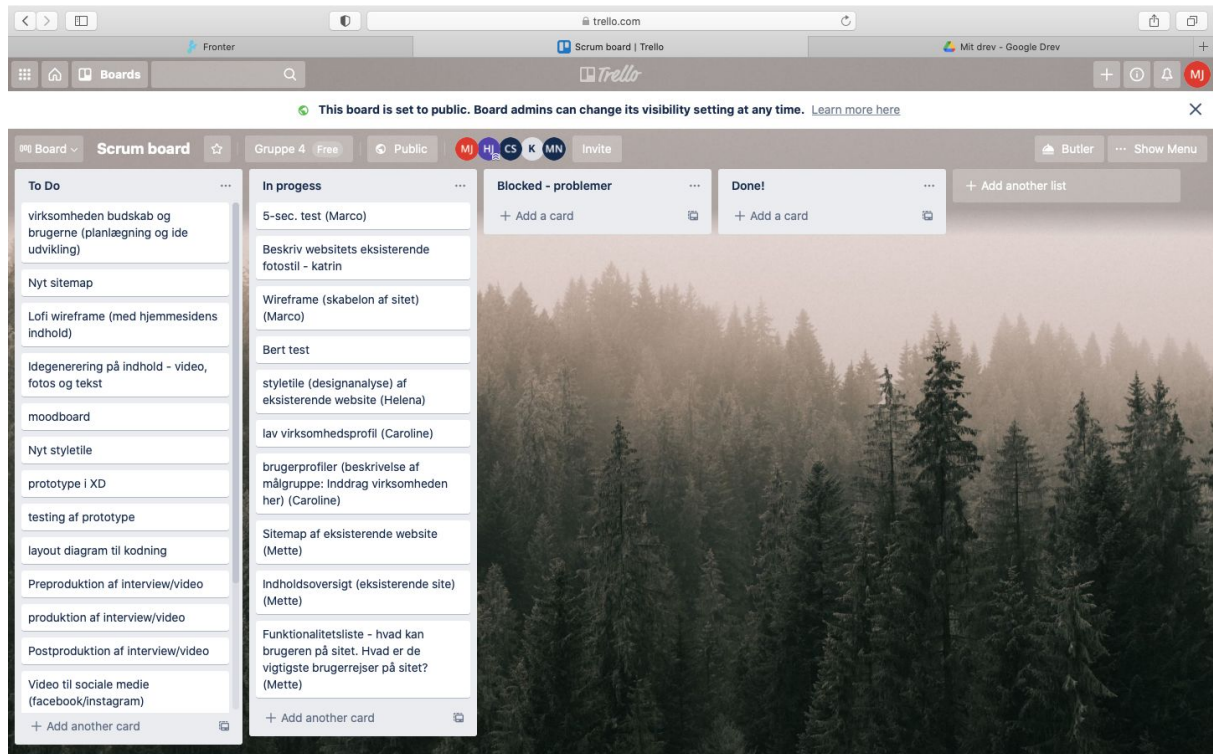 trello.com
Fronter
Scrum board | Trello
Mit drev - Google Drev
Boards
Trello
MJ
This board is set to public. Board admins can change its visibility setting at any time. Learn more here
Board
Scrum board
Gruppe 4 Free
Public
MJ HJ CS K MN
Invite
Butler
Show Menu
To Do
virksomheden budskab og
brugerne (planlægning og ide
udvikling)
Nyt sitemap
Lofi wireframe (med hjemmesidens
indhold)
Idegenerering på indhold - video,
fotos og tekst
moodboard
Nyt styletile
prototype i XD
testing af prototype
layout diagram til kodning
Preproduktion af interview/video
produktion af interview/video
Postproduktion af interview/video
Video til sociale medie
(facebook/instagram)
+ Add another card
In progess
5-sec. test (Marco)
Beskriv websitets eksisterende
fotostil - katrin
Wireframe (skabelon af sitet)
(Marco)
Bert test
styletile (designanalyse) af
eksisterende website (Helena)
lav virksomhedsprofil (Caroline)
brugerprofiler (beskrivelse af
målgruppe: Inddrag virksomheden
her) (Caroline)
Sitemap af eksisterende website
(Mette)
Indholdsoversigt (eksisterende site)
(Mette)
Funktionalitetsliste - hvad kan
brugeren på sitet. Hvad er de
vigtigste brugerrejser på sitet?
(Mette)
+ Add another card
Blocked - problemer
+ Add a card
Done!
+ Add a card
+ Add another list